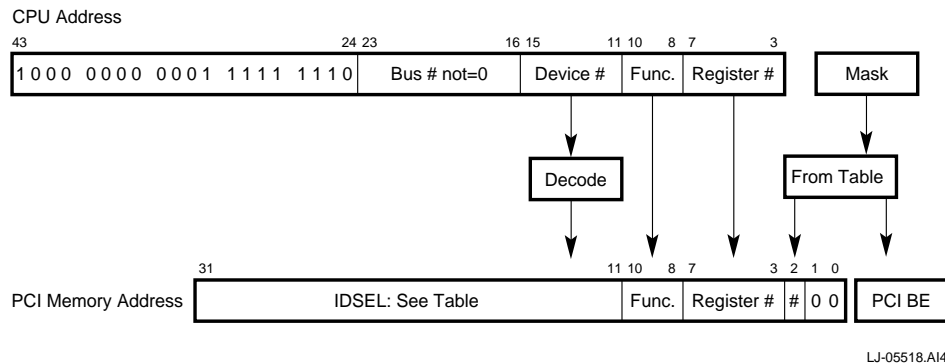 CPU Address
43 24 23 16 15 11 10 8 7 3
1000 0000 0001 1111 1110 Bus # not=0 Device # Func. Register # Mask
Decode From Table
31 11 10 8 7 3 2 1 0
PCI Memory Address IDSEL: See Table Func. Register # # 0 0 PCI BE
LJ-05518.AI4